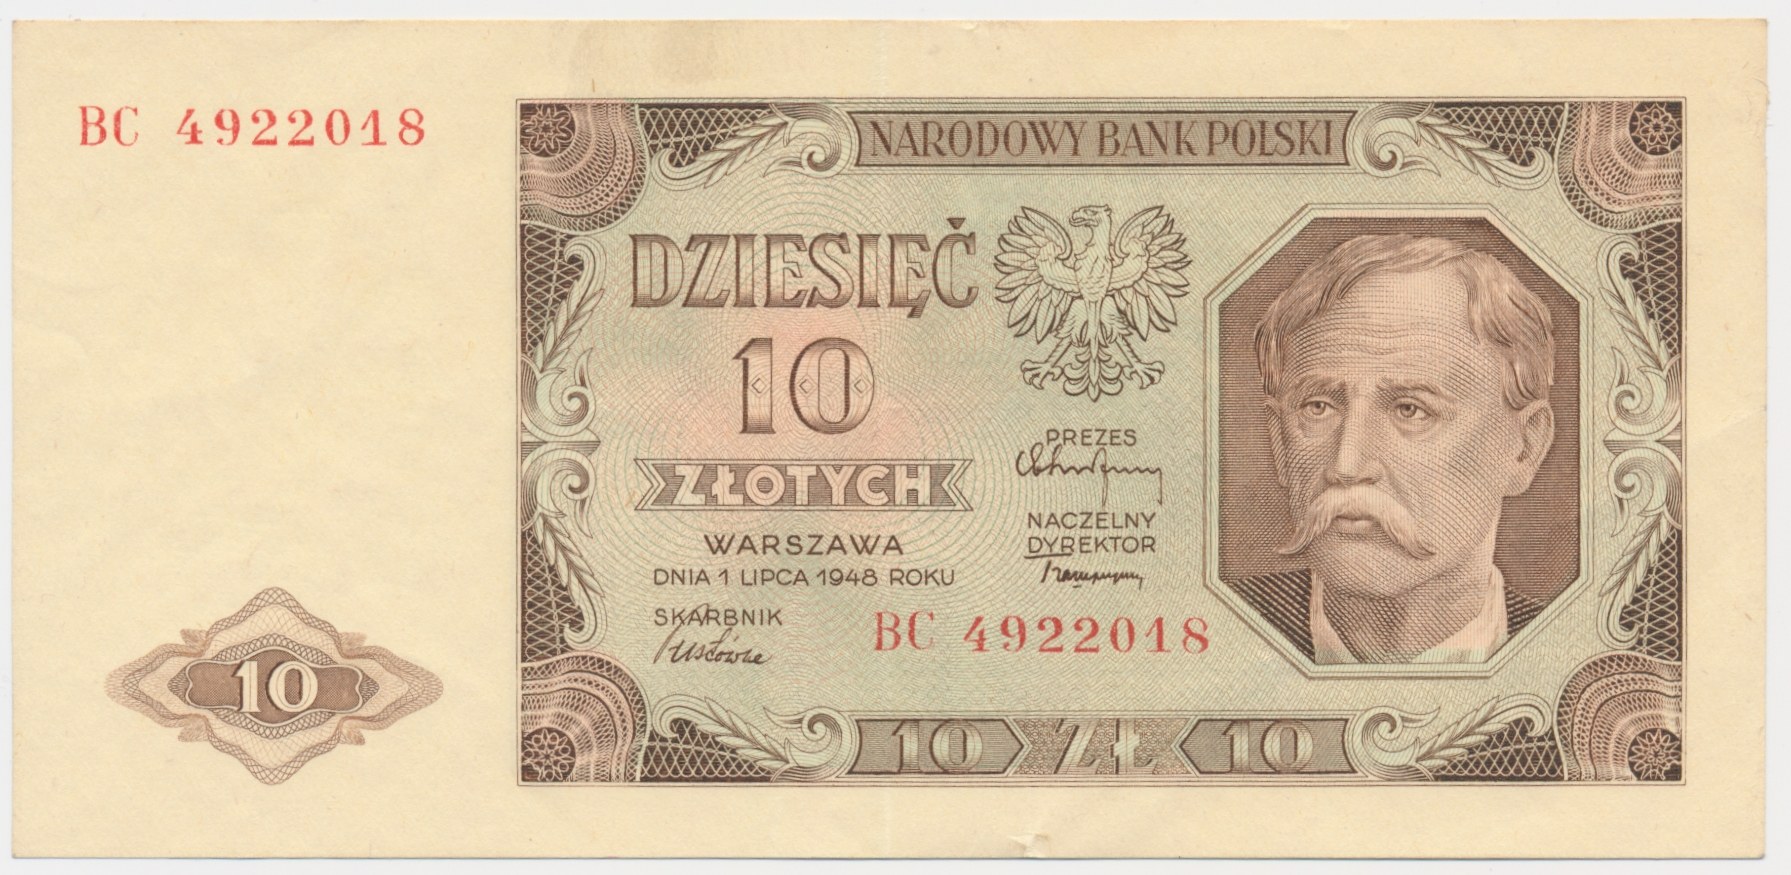 BC 4922018
NARODOWY BANK POLSKI
DZIESIĘĆ
10
ZŁOTYCH
WARSZAWA
DNIA 1 LIPCA 1948 ROKU
PREZES
NACZELNY
DYREKTOR
SKARBNIK
BC 4922018
10
10 ZŁ 10